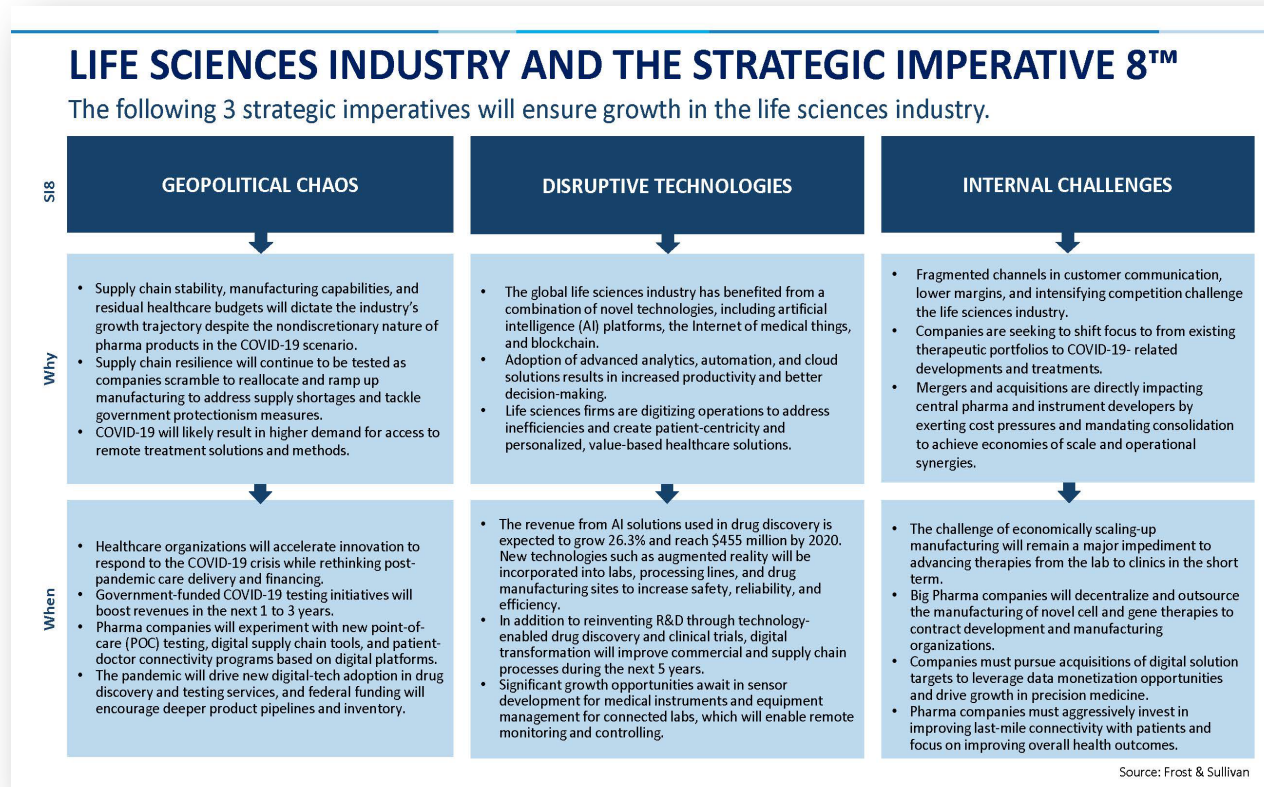 LIFE SCIENCES INDUSTRY AND THE STRATEGIC IMPERATIVE 8™
The following 3 strategic imperatives will ensure growth in the life sciences industry.
SI8
GEOPOLITICAL CHAOS
DISRUPTIVE TECHNOLOGIES
INTERNAL CHALLENGES
Why
• Supply chain stability, manufacturing capabilities, and
residual healthcare budgets will dictate the industry's
growth trajectory despite the nondiscretionary nature of
pharma products in the COVID-19 scenario.
• Supply chain resilience will continue to be tested as
companies scramble to reallocate and ramp up
manufacturing to address supply shortages and tackle
government protectionism measures.
• COVID-19 will likely result in higher demand for access to
remote treatment solutions and methods.
• The global life sciences industry has benefited from a
combination of novel technologies, including artificial
intelligence (AI) platforms, the Internet of medical things,
and blockchain.
• Adoption of advanced analytics, automation, and cloud
solutions results in increased productivity and better
decision-making.
• Life sciences firms are digitizing operations to address
inefficiencies and create patient-centricity and
personalized, value-based healthcare solutions.
• Fragmented channels in customer communication,
lower margins, and intensifying competition challenge
the life sciences industry.
• Companies are seeking to shift focus to from existing
therapeutic portfolios to COVID-19- related
developments and treatments.
• Mergers and acquisitions are directly impacting
central pharma and instrument developers by
exerting cost pressures and mandating consolidation
to achieve economies of scale and operational
synergies.
When
• Healthcare organizations will accelerate innovation to
respond to the COVID-19 crisis while rethinking post-
pandemic care delivery and financing.
• Government-funded COVID-19 testing initiatives will
boost revenues in the next 1 to 3 years.
• Pharma companies will experiment with new point-of-
care (POC) testing, digital supply chain tools, and patient-
doctor connectivity programs based on digital platforms.
• The pandemic will drive new digital-tech adoption in drug
discovery and testing services, and federal funding will
encourage deeper product pipelines and inventory.
• The revenue from AI solutions used in drug discovery is
expected to grow 26.3% and reach $455 million by 2020.
New technologies such as augmented reality will be
incorporated into labs, processing lines, and drug
manufacturing sites to increase safety, reliability, and
efficiency.
• In addition to reinventing R&D through technology-
enabled drug discovery and clinical trials, digital
transformation will improve commercial and supply chain
processes during the next 5 years.
• Significant growth opportunities await in sensor
development for medical instruments and equipment
management for connected labs, which will enable remote
monitoring and controlling.
• The challenge of economically scaling-up
manufacturing will remain a major impediment to
advancing therapies from the lab to clinics in the short
term.
• Big Pharma companies will decentralize and outsource
the manufacturing of novel cell and gene therapies to
contract development and manufacturing
organizations.
• Companies must pursue acquisitions of digital solution
targets to leverage data monetization opportunities
and drive growth in precision medicine.
• Pharma companies must aggressively invest in
improving last-mile connectivity with patients and
focus on improving overall health outcomes.
Source: Frost & Sullivan